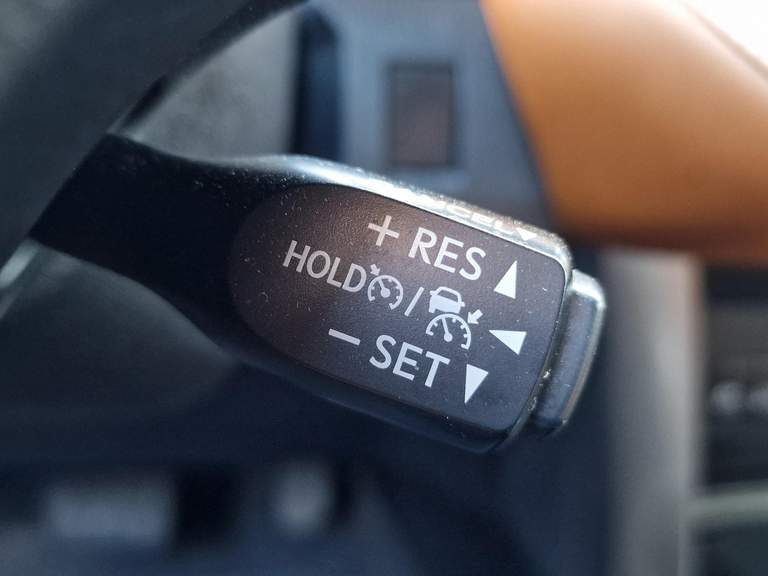 + RES
HOLD /
− SET